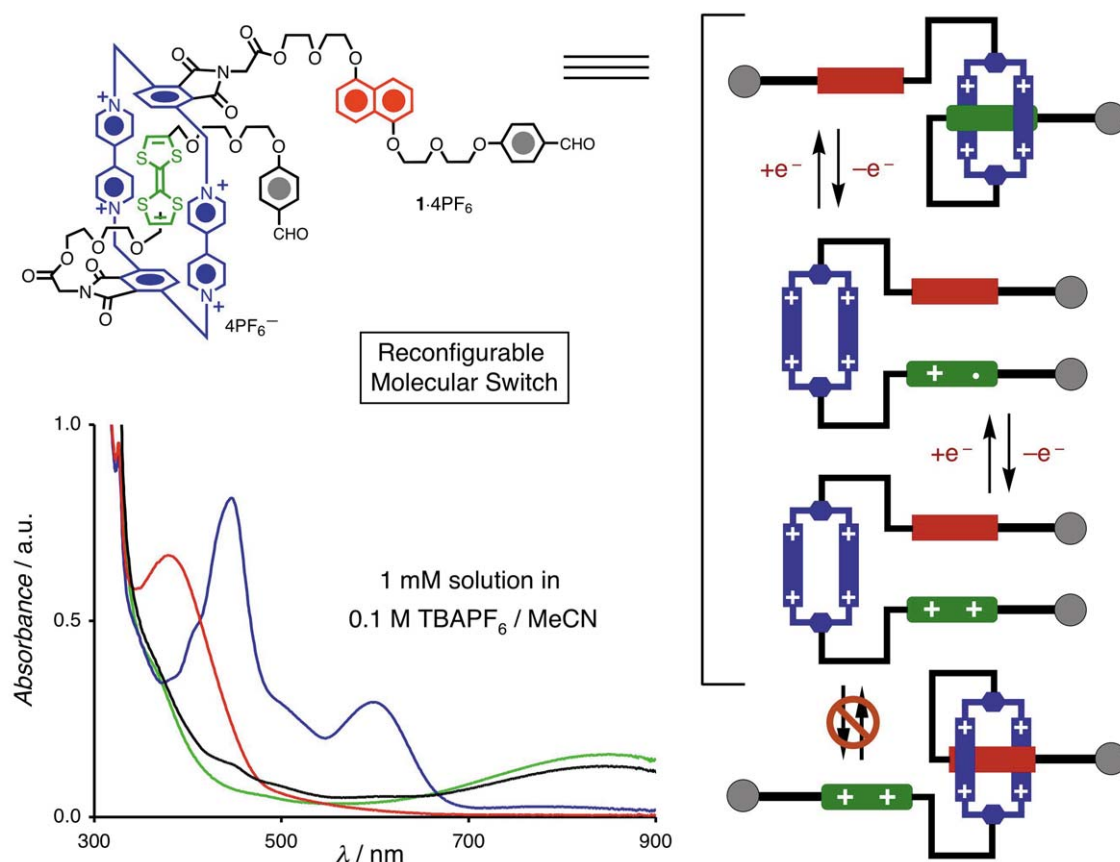 O
O
O
O
N
O
O
O
O
O
CHO
1·4PF6
N+
N+
S
S
S
S
+
O
O
O
O
CHO
N+
+N
O
O
O
O
O
N
O
O
4PF6—
Reconfigurable
Molecular Switch
1.0
0.5
0.0
300
500
700
900
Absorbance / a.u.
λ / nm
1 mM solution in
0.1 M TBAPF6 / MeCN
+ +
+ +
+e− −e−
+ +
+ +
+ ·
+e− −e−
+ +
+ +
+ +
+ +
+ +
+ +